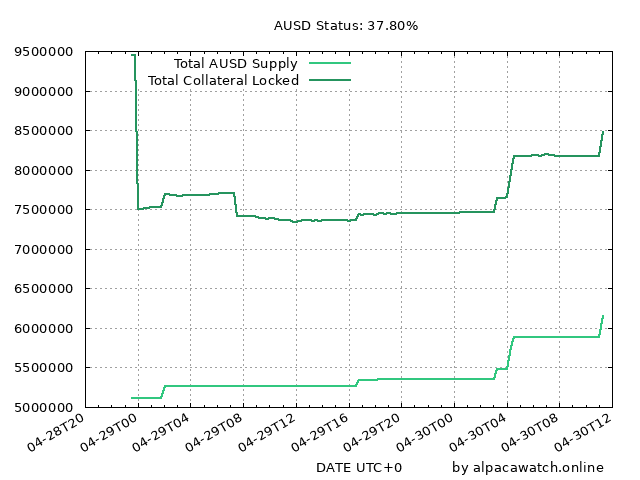 AUSD Status: 37.80%
9500000
9000000
8500000
8000000
7500000
7000000
6500000
6000000
5500000
5000000
Total AUSD Supply
Total Collateral Locked
04-28T20
04-29T00
04-29T04
04-29T08
04-29T12
04-29T16
04-29T20
04-30T00
04-30T04
04-30T08
04-30T12
DATE UTC+0
by alpacawatch.online